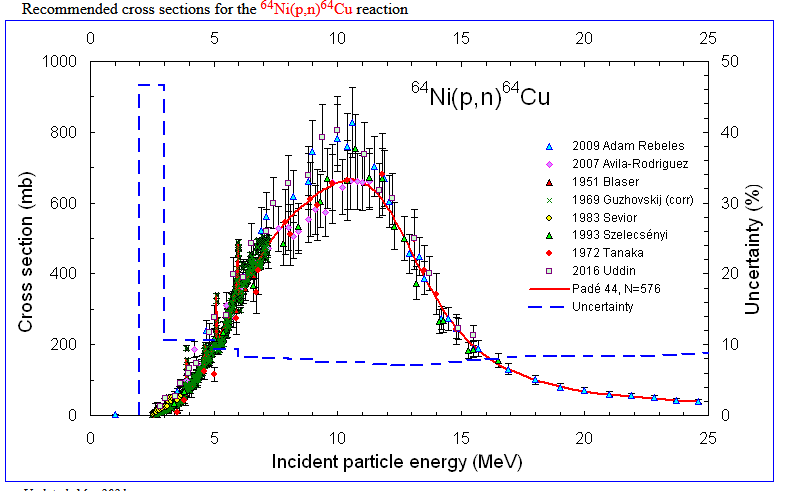 Recommended cross sections for the ⁶⁴Ni(p,n)⁶⁴Cu reaction
0 5 10 15 20 25
1000 50
⁶⁴Ni(p,n)⁶⁴Cu
800 40
2009 Adam Rebeles
2007 Avila-Rodriguez
1951 Blaser
600 30
1969 Guzhovskij (corr)
1983 Sevior
1993 Szelecsényi
1972 Tanaka
400 20
2016 Uddin
Padé 44, N=576
Uncertainty
200 10
0 0
Cross section (mb)
Uncertainty (%)
0 5 10 15 20 25
Incident particle energy (MeV)